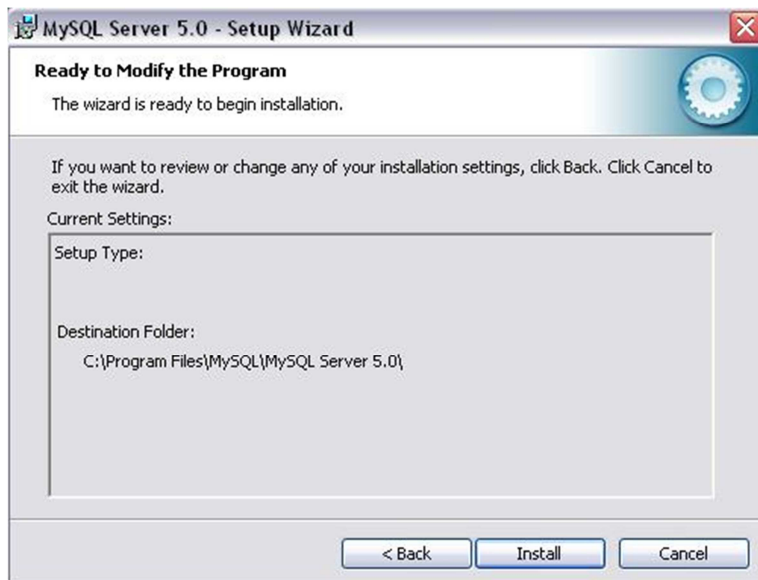 MySQL Server 5.0 - Setup Wizard
Ready to Modify the Program
The wizard is ready to begin installation.
If you want to review or change any of your installation settings, click Back. Click Cancel to
exit the wizard.
Current Settings:
Setup Type:
Destination Folder:
C:\Program Files\MySQL\MySQL Server 5.0\
< Back
Install
Cancel